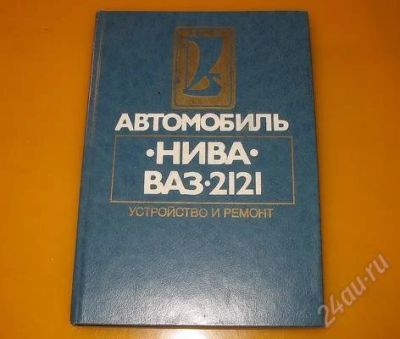 АВТОМОБИЛЬ
·НИВА·
ВАЗ·2121
УСТРОЙСТВО И РЕМОНТ
24au.ru